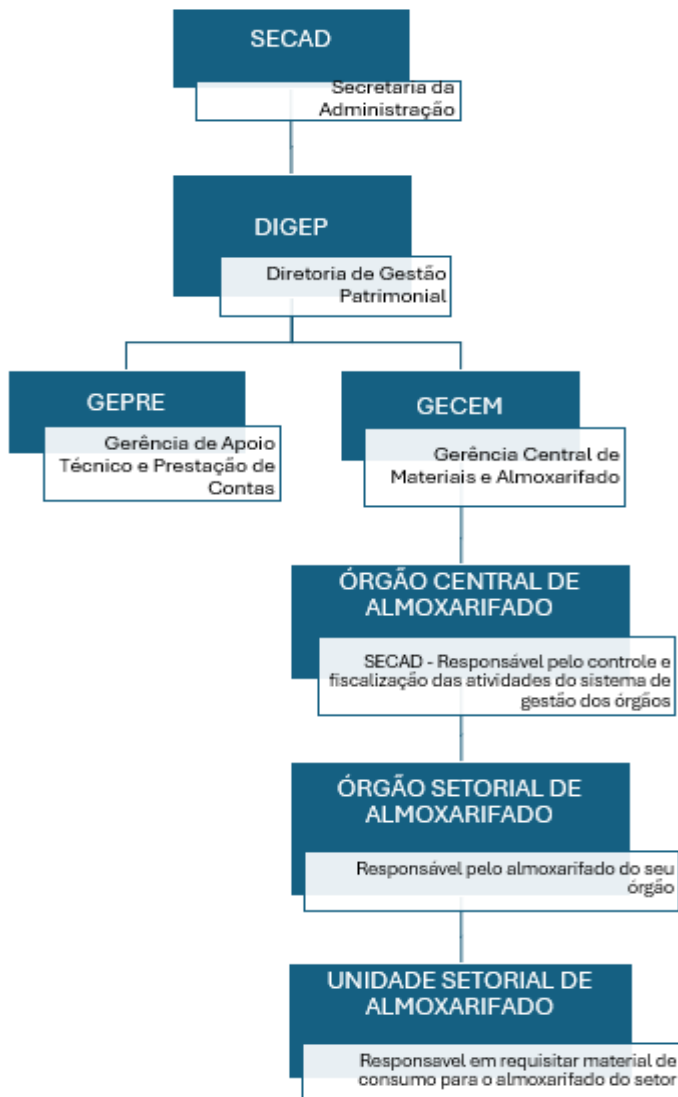 SECAD
Secretaria da
Administração
DIGEP
Diretoria de Gestão
Patrimonial
GEPRE
Gerência de Apoio
Técnico e Prestação de
Contas
GECEM
Gerência Central de
Materiais e Almoxarifado
ÓRGÃO CENTRAL DE
ALMOXARIFADO
SECAD - Responsável pelo controle e
fiscalização das atividades do sistema de
gestão dos órgãos
ÓRGÃO SETORIAL DE
ALMOXARIFADO
Responsável pelo almoxarifado do seu
órgão
UNIDADE SETORIAL DE
ALMOXARIFADO
Responsavel em requisitar material de
consumo para o almoxarifado do setor